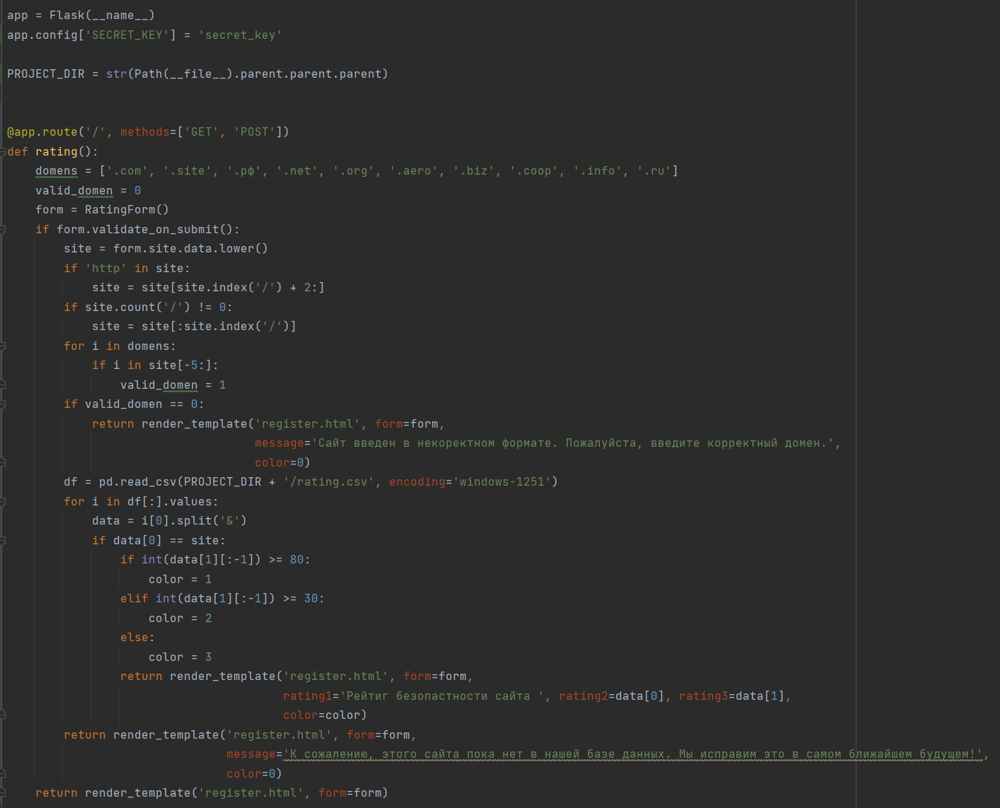 app = Flask(__name__)
app.config['SECRET_KEY'] = 'secret_key'
PROJECT_DIR = str(Path(__file__).parent.parent.parent)
@app.route('/', methods=['GET', 'POST'])
def rating():
    domens = ['.com', '.site', '.рф', '.net', '.org', '.aero', '.biz', '.coop', '.info', '.ru']
    valid_domen = 0
    form = RatingForm()
    if form.validate_on_submit():
        site = form.site.data.lower()
        if 'http' in site:
            site = site[site.index('/') + 2:]
        if site.count('/') != 0:
            site = site[:site.index('/')]
        for i in domens:
            if i in site[-5:]:
                valid_domen = 1
        if valid_domen == 0:
            return render_template('register.html', form=form,
                                   message='Сайт введен в некоректном формате. Пожалуйста, введите корректный домен.',
                                   color=0)
        df = pd.read_csv(PROJECT_DIR + '/rating.csv', encoding='windows-1251')
        for i in df[:].values:
            data = i[0].split('&')
            if data[0] == site:
                if int(data[1][:-1]) >= 80:
                    color = 1
                elif int(data[1][:-1]) >= 30:
                    color = 2
                else:
                    color = 3
                return render_template('register.html', form=form,
                                       rating1='Рейтиг безопастности сайта ', rating2=data[0], rating3=data[1],
                                       color=color)
        return render_template('register.html', form=form,
                               message='К сожалению, этого сайта пока нет в нашей базе данных. Мы исправим это в самом ближайшем будущем!',
                               color=0)
    return render_template('register.html', form=form)